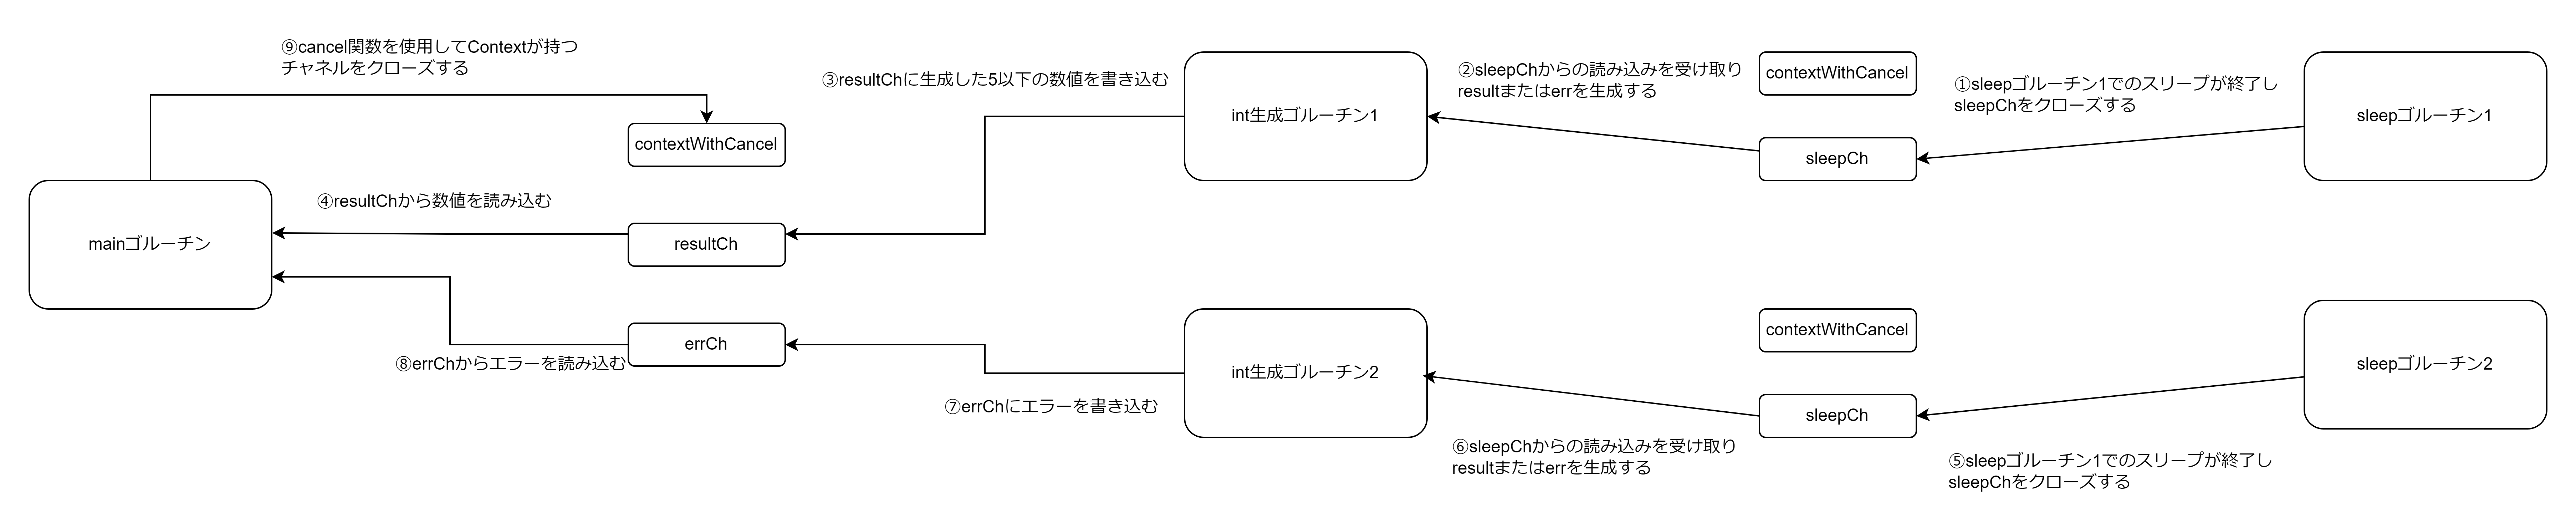 ⑨cancel関数を使用してContextが持つ
チャネルをクローズする
③resultChに生成した5以下の数値を書き込む
②sleepChからの読み込みを受け取り
resultまたはerrを生成する
contextWithCancel
①sleepゴルーチン1でのスリープが終了し
sleepChをクローズする
int生成ゴルーチン1
sleepゴルーチン1
contextWithCancel
sleepCh
④resultChから数値を読み込む
mainゴルーチン
resultCh
errCh
⑧errChからエラーを読み込む
⑦errChにエラーを書き込む
int生成ゴルーチン2
contextWithCancel
sleepゴルーチン2
sleepCh
⑥sleepChからの読み込みを受け取り
resultまたはerrを生成する
⑤sleepゴルーチン1でのスリープが終了し
sleepChをクローズする